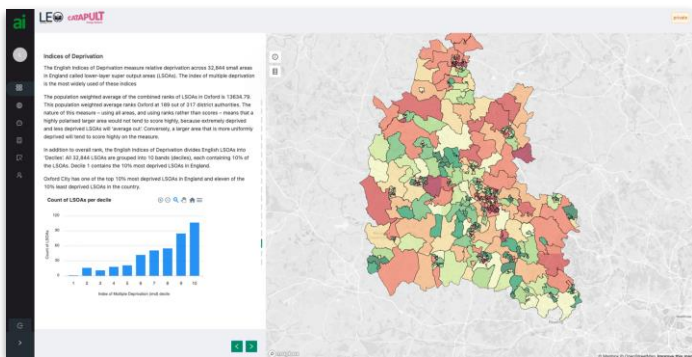 ai
LEO CATAPULT
Indices of Deprivation
The English Indices of Deprivation measure relative deprivation across 32,844 small areas
in England called lower-layer super output areas (LSOAs). The index of multiple deprivation
is the most widely used of these indices
The population weighted average of the combined ranks of LSOAs in Oxford is 13634.79.
This population weighted average ranks Oxford at 169 out of 317 district authorities. The
nature of this measure – using all areas, and using ranks rather than scores – means that a
highly polarised larger area would not tend to score highly, because extremely deprived
and less deprived LSOAs will 'average out'. Conversely, a larger area that is more uniformly
deprived will tend to score highly on the measure.
In addition to overall rank, the English Index of Deprivation divides English LSOAs into
'Deciles'. All 32,844 LSOAs are grouped into 10 bands (deciles), each containing 10% of
the LSOAs. Decile 1 contains the 10% most deprived LSOAs in England.
Oxford City has one of the top 10% most deprived LSOAs in England and eleven of the
10% least deprived LSOAs in the country.
Count of LSOAs per decile
Count of LSOAs
0
1 2 3 4 5 6 7 8 9 10
Index of Multiple Deprivation (imd) decile